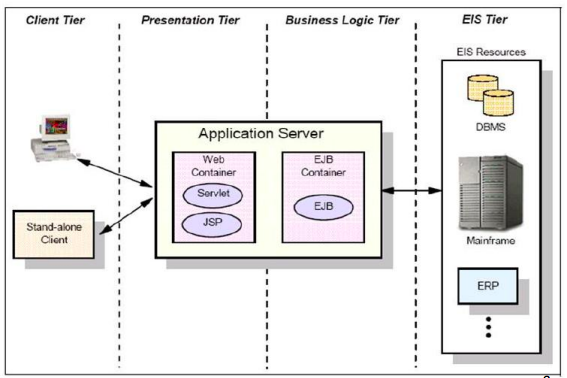 Client Tier
Presentation Tier
Business Logic Tier
EIS Tier
EIS Resources
DBMS
Mainframe
ERP
Application Server
Web
Container
Servlet
JSP
EJB
Container
EJB
Stand-alone
Client